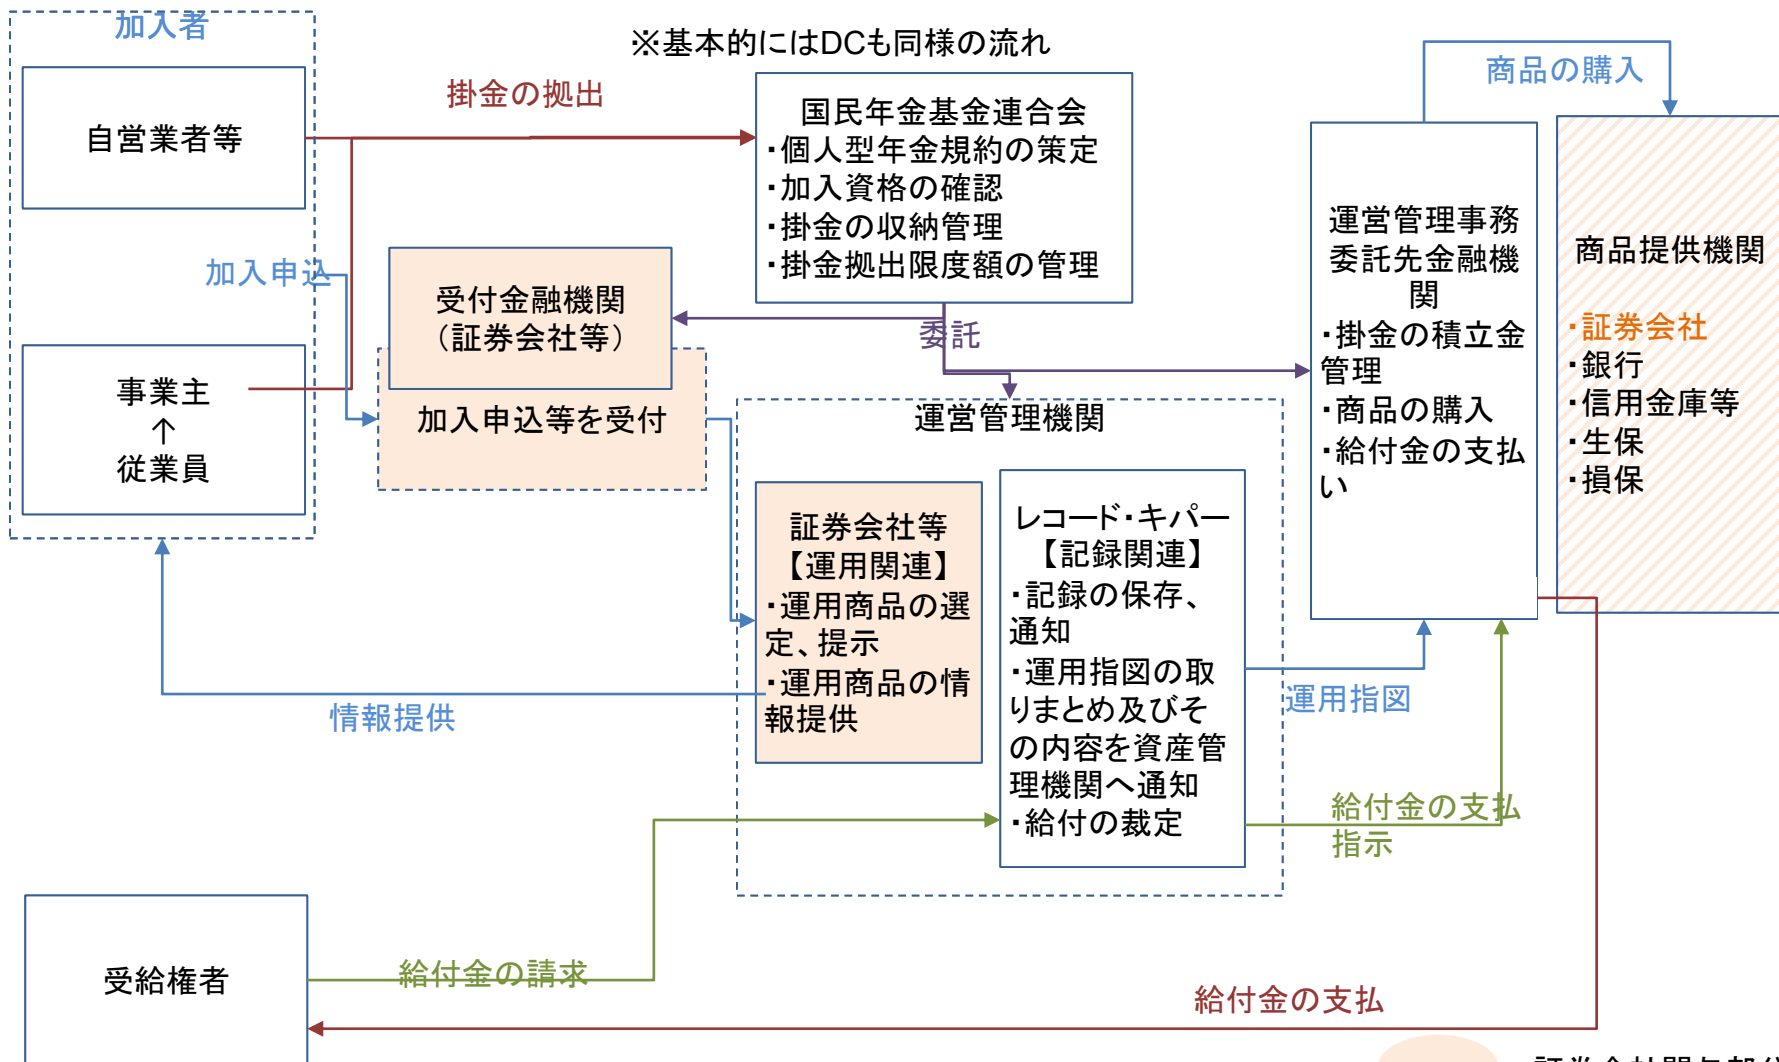 加入者
※基本的にはDCも同様の流れ
自営業者等
掛金の拠出
国民年金基金連合会
・個人型年金規約の策定
・加入資格の確認
・掛金の収納管理
・掛金拠出限度額の管理
商品の購入
加入申込
受付金融機関
（証券会社等）
加入申込等を受付
委託
事業主
↑
従業員
運営管理事務
委託先金融機
関
・掛金の積立金
管理
・商品の購入
・給付金の支払
い
商品提供機関
・証券会社
・銀行
・信用金庫等
・生保
・損保
運営管理機関
証券会社等
【運用関連】
・運用商品の選
定、提示
・運用商品の情
報提供
レコード・キパー
【記録関連】
・記録の保存、
通知
・運用指図の取
りまとめ及びそ
の内容を資産管
理機関へ通知
・給付の裁定
情報提供
運用指図
給付金の支払
指示
受給権者
給付金の請求
給付金の支払